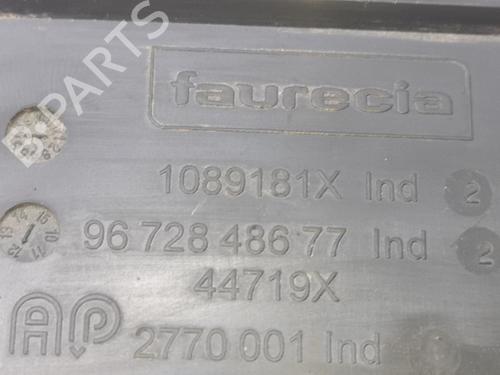 faurecia
1089181X Ind 2
96 728 486 77 Ind 2
44719X
AP 2770 001 Ind
B-PARTS